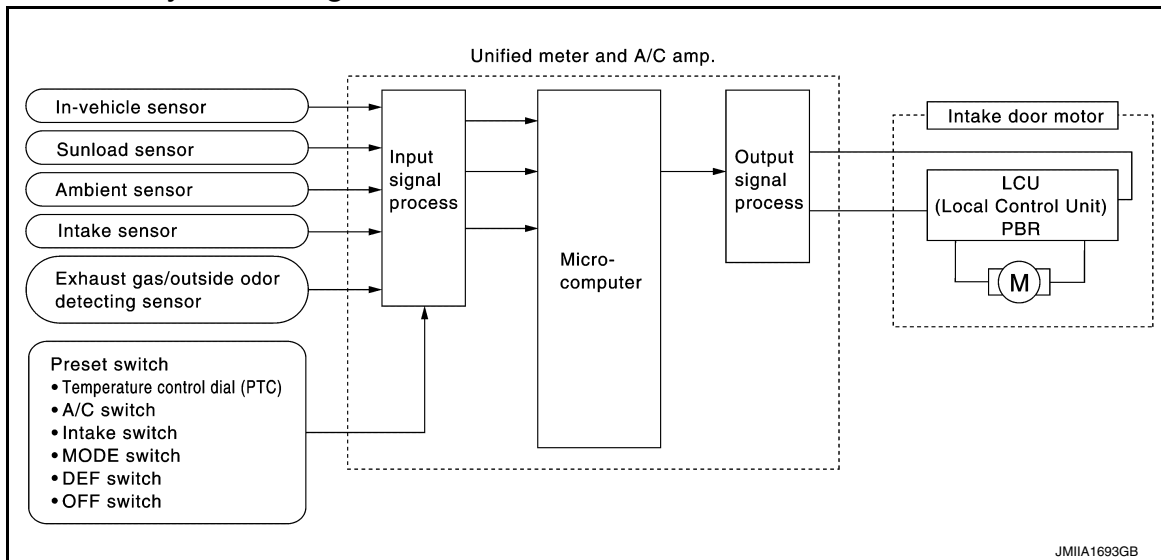 Unified meter and A/C amp.
In-vehicle sensor
Sunload sensor
Ambient sensor
Intake sensor
Exhaust gas/outside odor
detecting sensor
Preset switch
• Temperature control dial (PTC)
• A/C switch
• Intake switch
• MODE switch
• DEF switch
• OFF switch
Input
signal
process
Micro-
computer
Output
signal
process
Intake door motor
LCU
(Local Control Unit)
PBR
M
JMIIA1693GB